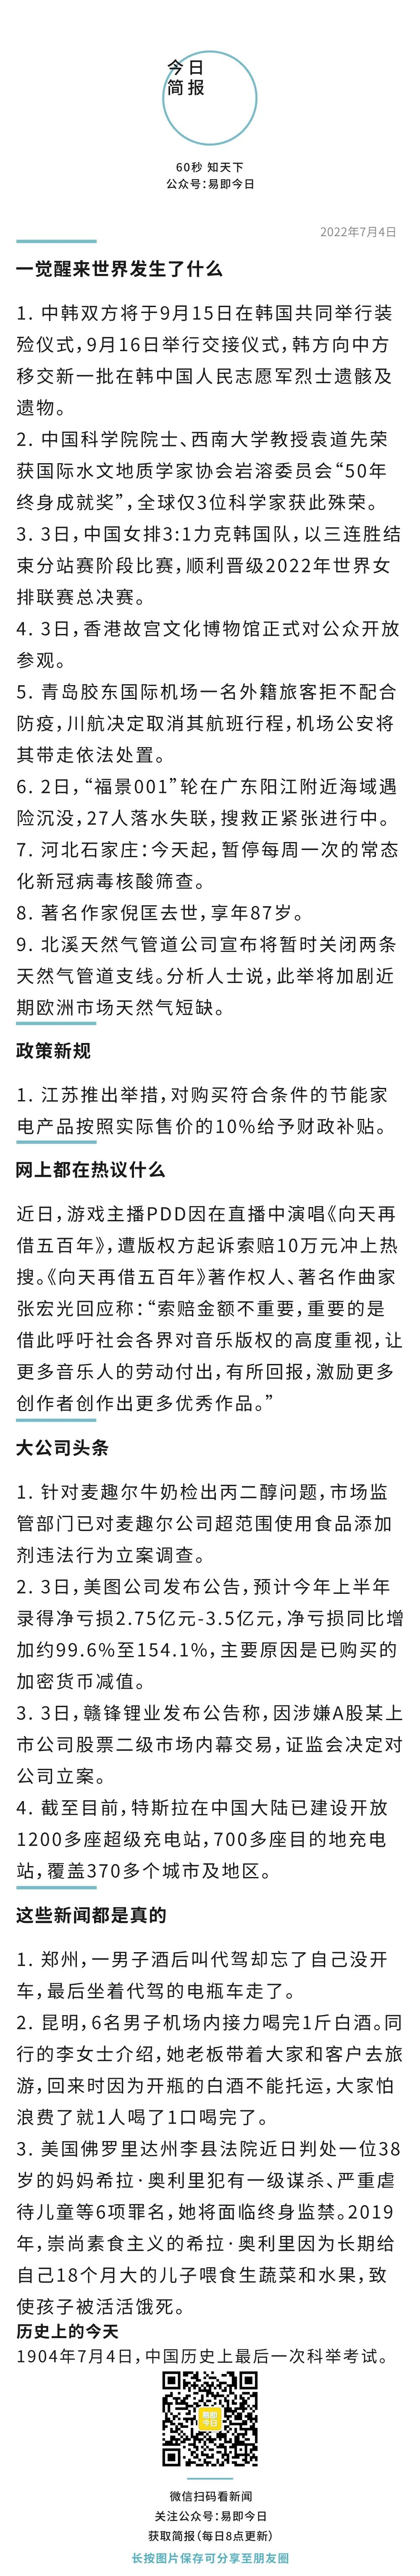 今日
简报
60秒 知天下
公众号：易即今日
2022年7月4日
一觉醒来世界发生了什么
1. 中韩双方将于9月15日在韩国共同举行装
殓仪式，9月16日举行交接仪式，韩方向中方
移交新一批在韩中国人民志愿军烈士遗骸及
遗物。
2. 中国科学院院士、西南大学教授袁道先荣
获国际水文地质学家协会岩溶委员会“50年
终身成就奖”，全球仅3位科学家获此殊荣。
3. 3日，中国女排3:1力克韩国队，以三连胜结
束分站赛阶段比赛，顺利晋级2022年世界女
排联赛总决赛。
4. 3日，香港故宫文化博物馆正式对公众开放
参观。
5. 青岛胶东国际机场一名外籍旅客拒不配合
防疫，川航决定取消其航班行程，机场公安将
其带走依法处置。
6. 2日，“福景001”轮在广东阳江附近海域遇
险沉没，27人落水失联，搜救正紧张进行中。
7. 河北石家庄：今天起，暂停每周一次的常态
化新冠病毒核酸筛查。
8. 著名作家倪匡去世，享年87岁。
9. 北溪天然气管道公司宣布将暂时关闭两条
天然气管道支线。分析人士说，此举将加剧近
期欧洲市场天然气短缺。
政策新规
1. 江苏推出举措，对购买符合条件的节能家
电产品按照实际售价的10%给予财政补贴。
网上都在热议什么
近日，游戏主播PDD因在直播中演唱《向天再
借五百年》，遭版权方起诉索赔10万元冲上热
搜。《向天再借五百年》著作权人、著名作曲家
张宏光回应称：“索赔金额不重要，重要的是
借此呼吁社会各界对音乐版权的高度重视，让
更多音乐人的劳动付出，有所回报，激励更多
创作者创作出更多优秀作品。”
大公司头条
1. 针对麦趣尔牛奶检出丙二醇问题，市场监
管部门已对麦趣尔公司超范围使用食品添加
剂违法行为立案调查。
2. 3日，美图公司发布公告，预计今年上半年
录得净亏损2.75亿元-3.5亿元，净亏损同比增
加约99.6%至154.1%，主要原因是已购买的
加密货币减值。
3. 3日，赣锋锂业发布公告称，因涉嫌A股某上
市公司股票二级市场内幕交易，证监会决定对
公司立案。
4. 截至目前，特斯拉在中国大陆已建设开放
1200多座超级充电站，700多座目的地充电
站，覆盖370多个城市及地区。
这些新闻都是真的
1. 郑州，一男子酒后叫代驾却忘了自己没开
车，最后坐着代驾的电瓶车走了。
2. 昆明，6名男子机场内接力喝完1斤白酒。同
行的李女士介绍，她老板带着大家和客户去旅
游，回来时因为开瓶的白酒不能托运，大家怕
浪费了就1人喝了1口喝完了。
3. 美国佛罗里达州李县法院近日判处一位38
岁的妈妈希拉·奥利里犯有一级谋杀、严重虐
待儿童等6项罪名，她将面临终身监禁。2019
年，崇尚素食主义的希拉·奥利里因为长期给
自己18个月大的儿子喂食生蔬菜和水果，致
使孩子被活活饿死。
历史上的今天
1904年7月4日，中国历史上最后一次科举考试。
易即
今日
微信扫码看新闻
关注公众号：易即今日
获取简报（每日8点更新）
长按图片保存可分享至朋友圈